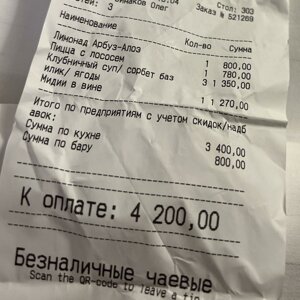 Стол: 303
Олег
Заказ № 521269
Наименование Кол-во Сумма
Лимонад Арбуз-Алоэ 1 800,00
Пицца с лососем 1 780,00
Клубничный суп/ сорбет баз 3 1 350,00
илик/ ягоды
Мидии в вине 1 1 270,00
Итого по предприятиям с учетом скидок/надб
авок:
Сумма по кухне 3 400,00
Сумма по бару 800,00
К оплате: 4 200,00
Безналичные чаевые
Scan the QR-code to leave a tip